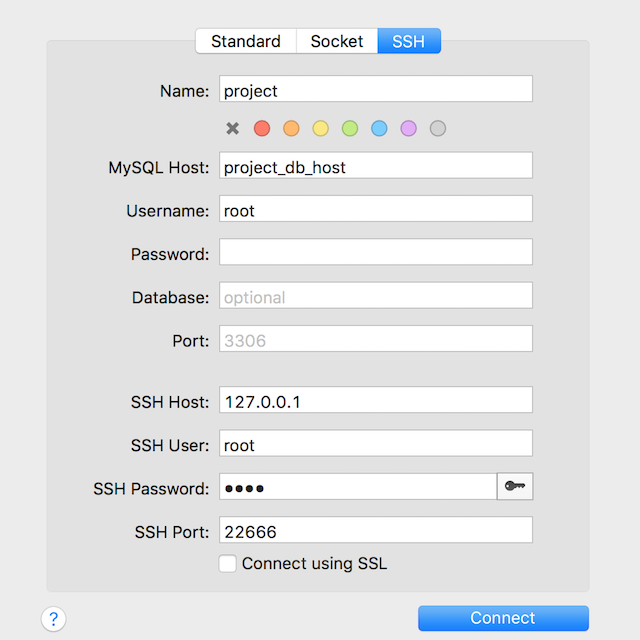 Standard Socket SSH
Name: project
MySQL Host: project_db_host
Username: root
Password:
Database: optional
Port: 3306
SSH Host: 127.0.0.1
SSH User: root
SSH Password: ●●●●
SSH Port: 22666
Connect using SSL
? Connect